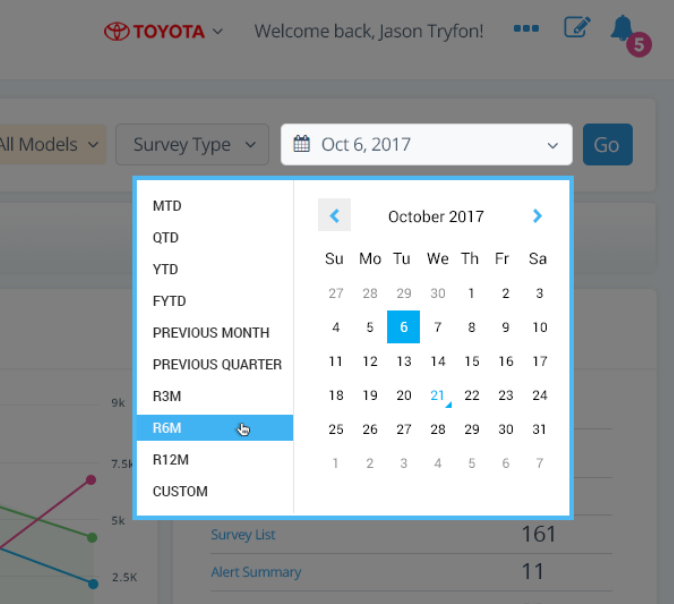 TOYOTA Welcome back, Jason Tryfon! 5
All Models Survey Type Oct 6, 2017 Go
MTD
QTD
YTD
FYTD
PREVIOUS MONTH
PREVIOUS QUARTER
R3M
R6M
R12M
CUSTOM
October 2017
Su Mo Tu We Th Fr Sa
27 28 29 30 1 2 3
4 5 6 7 8 9 10
11 12 13 14 15 16 17
18 19 20 21 22 23 24
25 26 27 28 29 30 31
1 2 3 4 5 6 7
9k
7.5k
5k
2.5K
Survey List 161
Alert Summary 11